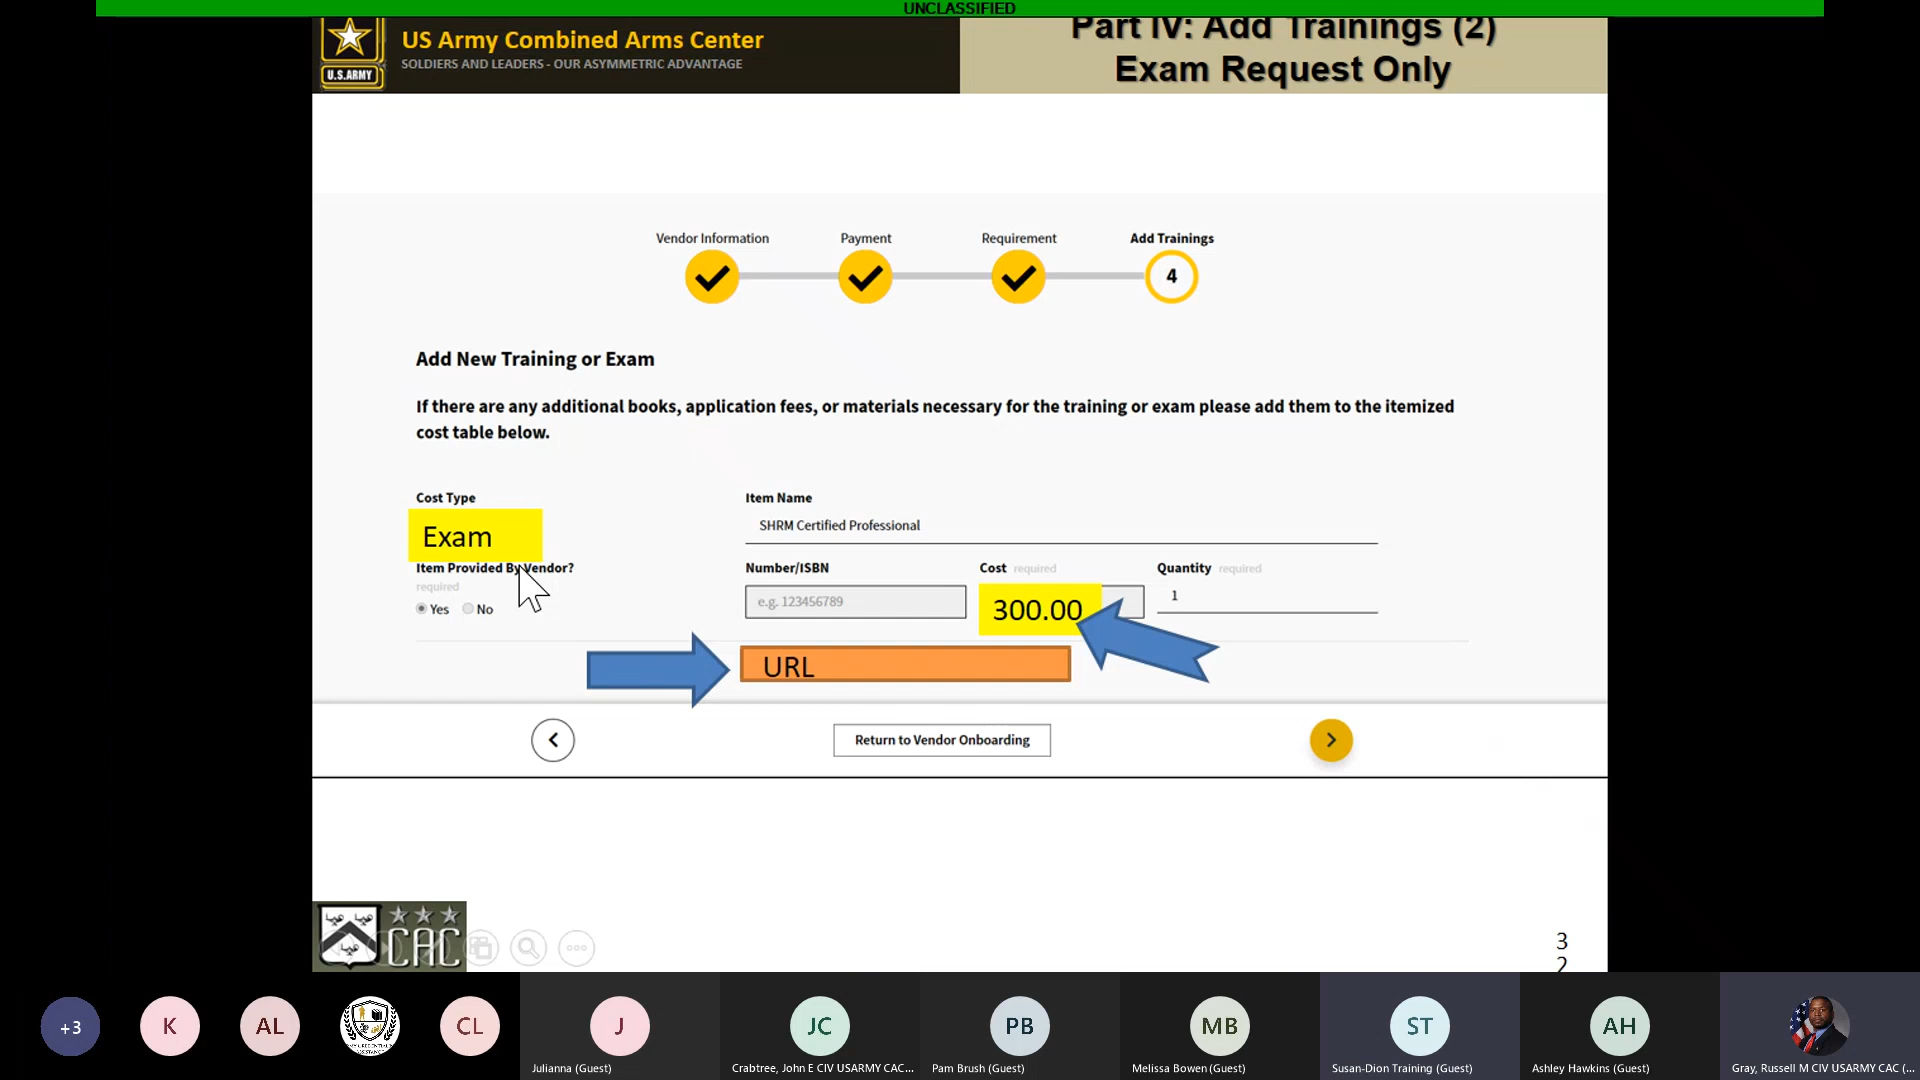 UNCLASSIFIED
US Army Combined Arms Center
SOLDIERS AND LEADERS - OUR ASYMMETRIC ADVANTAGE
U.S.ARMY
Part IV: Add Trainings (2)
Exam Request Only
Vendor Information
Payment
Requirement
Add Trainings
4
Add New Training or Exam
If there are any additional books, application fees, or materials necessary for the training or exam please add them to the itemized
cost table below.
Cost Type
Item Name
Exam
SHRM Certified Professional
Item Provided By Vendor?
required
Yes No
Number/ISBN
e.g. 123456789
Cost required
300.00
Quantity required
1
URL
Return to Vendor Onboarding
CAC
3
2
+3
K
AL
CL
J
JC
PB
MB
ST
AH
Julianna (Guest)
Crabtree, John E CIV USARMY CAC...
Pam Brush (Guest)
Melissa Bowen (Guest)
Susan-Dion Training (Guest)
Ashley Hawkins (Guest)
Gray, Russell M CIV USARMY CAC (...